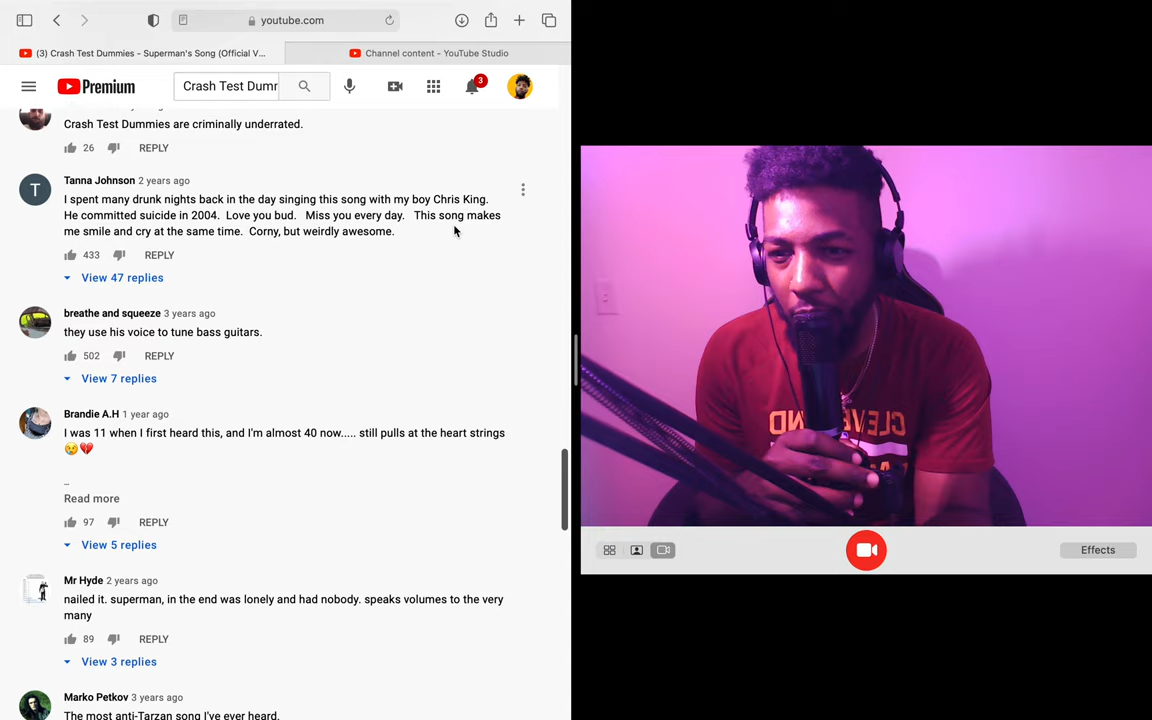 youtube.com
(3) Crash Test Dummies - Superman's Song (Official V...
Channel content - YouTube Studio
Premium
Crash Test Dumr
3
Crash Test Dummies are criminally underrated.
26 REPLY
T
Tanna Johnson 2 years ago
I spent many drunk nights back in the day singing this song with my boy Chris King.
He committed suicide in 2004. Love you bud. Miss you every day. This song makes
me smile and cry at the same time. Corny, but weirdly awesome.
433 REPLY
View 47 replies
breathe and squeeze 3 years ago
they use his voice to tune bass guitars.
502 REPLY
View 7 replies
Brandie A.H 1 year ago
I was 11 when I first heard this, and I'm almost 40 now..... still pulls at the heart strings
😢💔
..
Read more
97 REPLY
View 5 replies
Mr Hyde 2 years ago
nailed it. superman, in the end was lonely and had nobody. speaks volumes to the very
many
89 REPLY
View 3 replies
Marko Petkov 3 years ago
The most anti-Tarzan song I've ever heard.
CLEVE ND
Effects